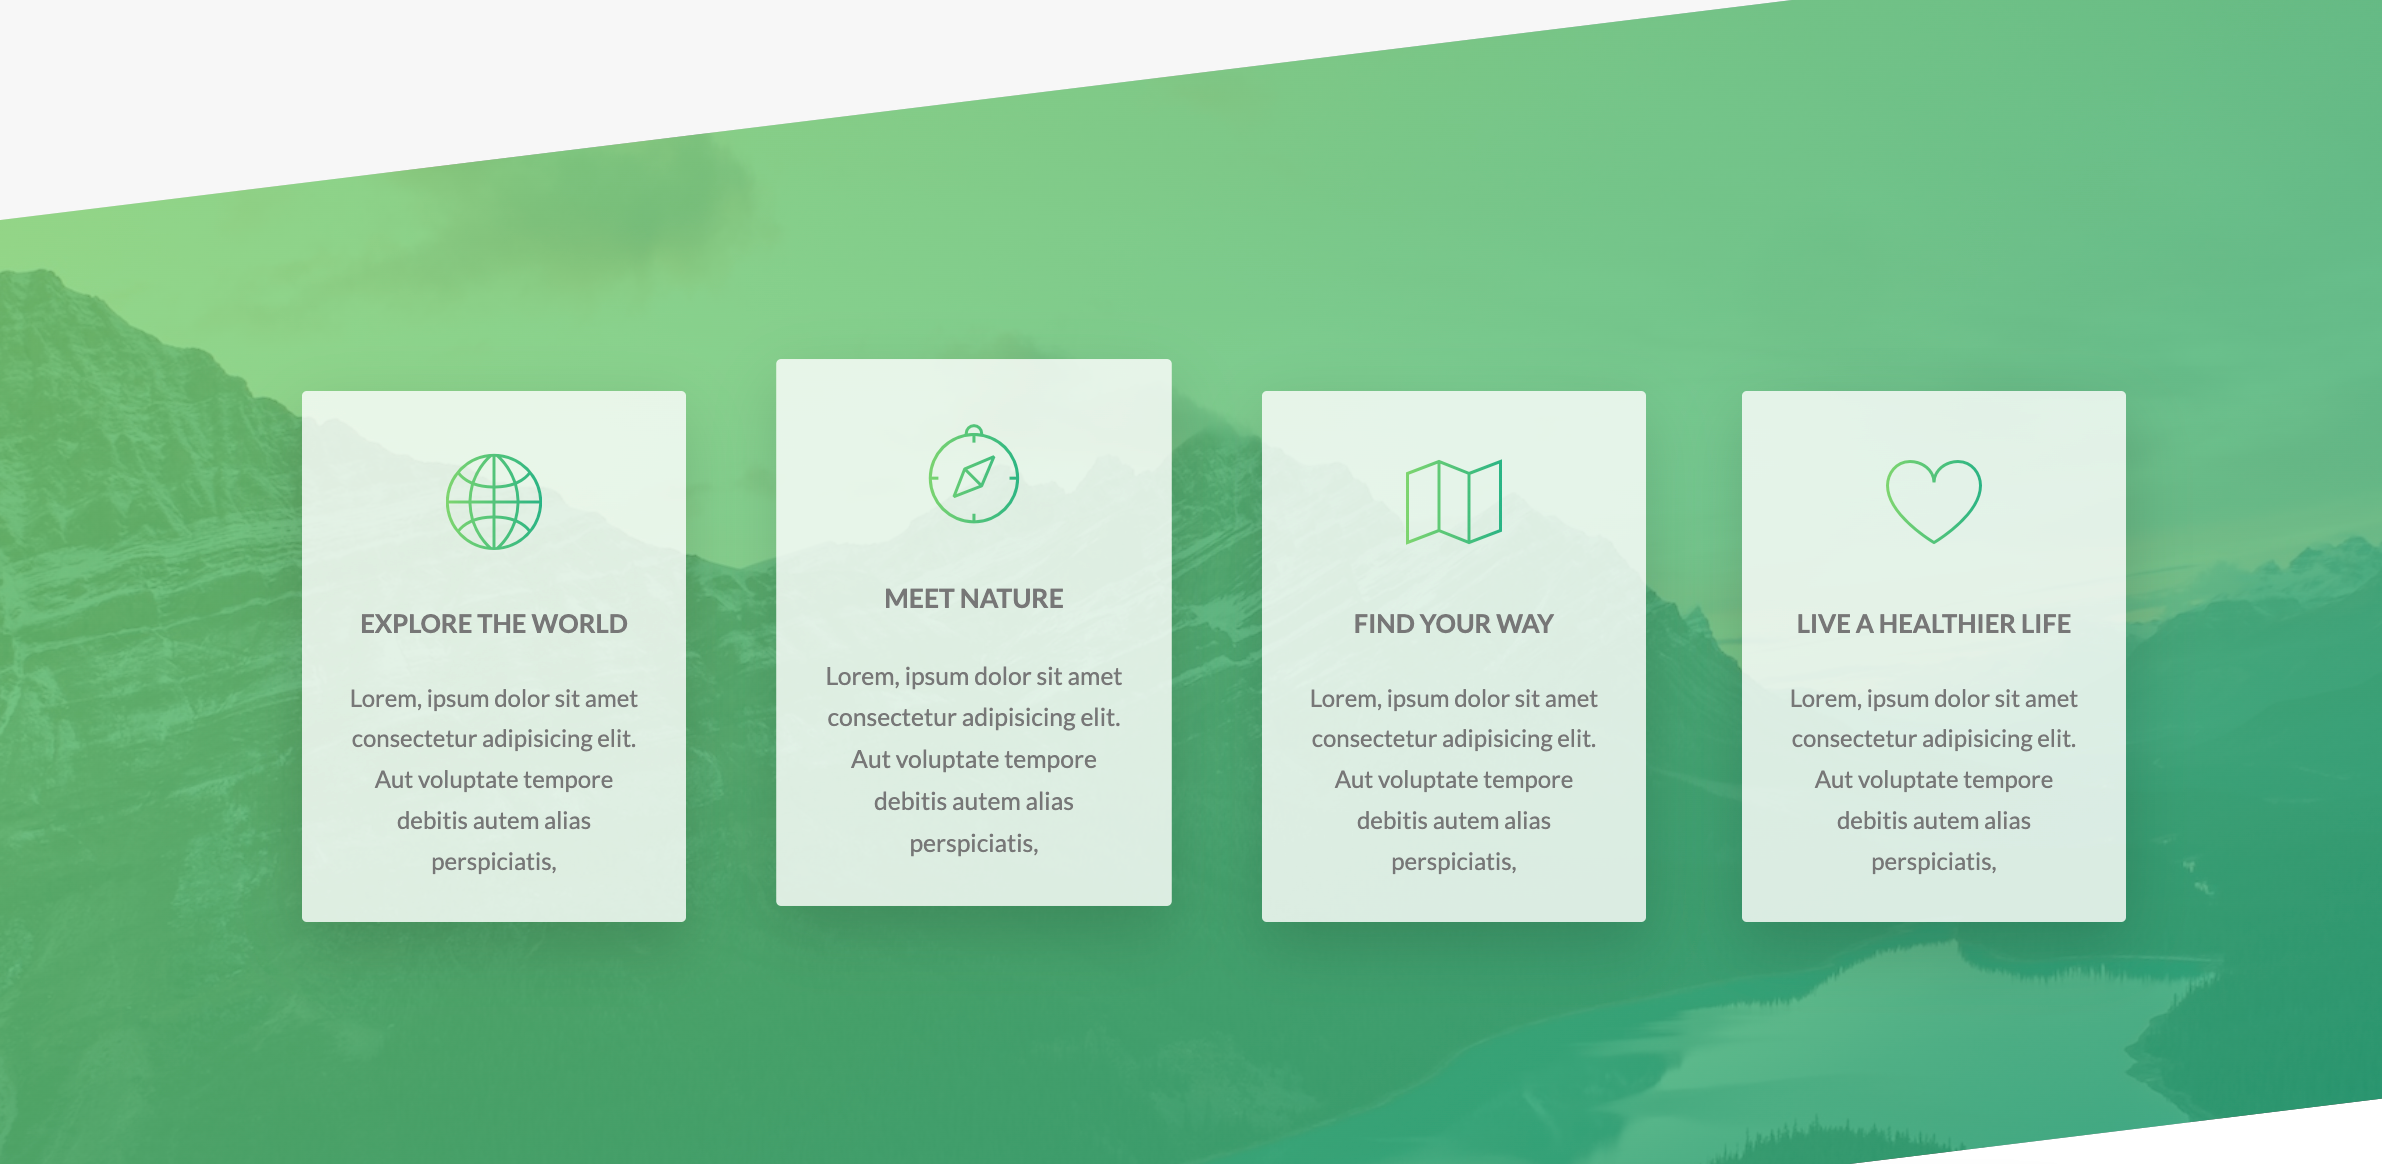 EXPLORE THE WORLD
Lorem, ipsum dolor sit amet
consectetur adipisicing elit.
Aut voluptate tempore
debitis autem alias
perspiciatis,
MEET NATURE
Lorem, ipsum dolor sit amet
consectetur adipisicing elit.
Aut voluptate tempore
debitis autem alias
perspiciatis,
FIND YOUR WAY
Lorem, ipsum dolor sit amet
consectetur adipisicing elit.
Aut voluptate tempore
debitis autem alias
perspiciatis,
LIVE A HEALTHIER LIFE
Lorem, ipsum dolor sit amet
consectetur adipisicing elit.
Aut voluptate tempore
debitis autem alias
perspiciatis,